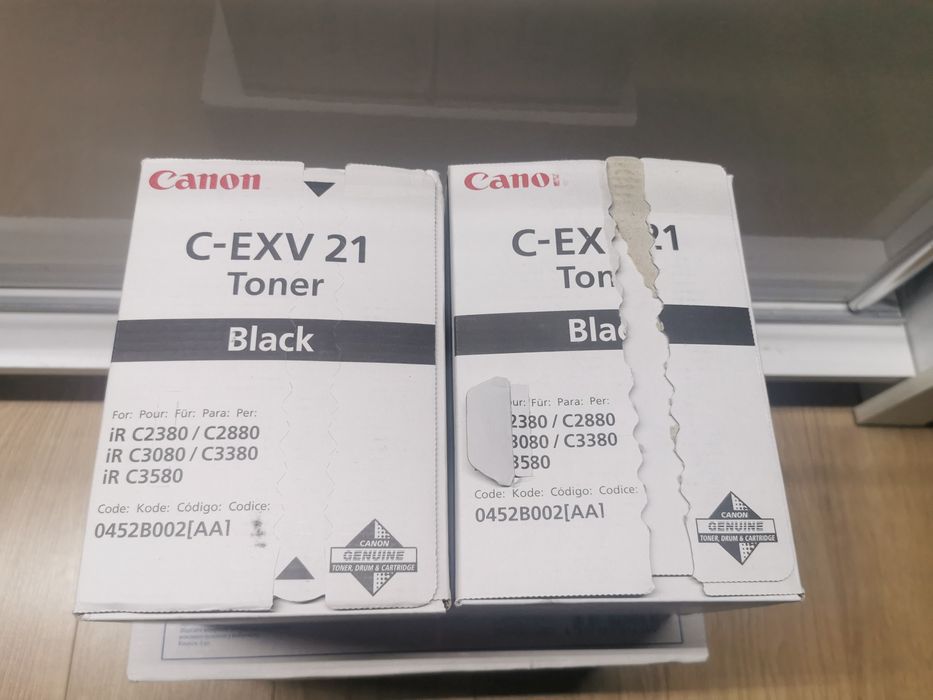 Canon
C-EXV 21
Toner
Black
For: Pour: Für: Para: Per:
iR C2380 / C2880
iR C3080 / C3380
iR C3580
Code: Kode: Código: Codice:
0452B002[AA]
CANON
GENUINE
TONER, DRUM & CARTRIDGE
Cano
C-EX 21
Ton
Blac
ur: Für: Para: Per:
2380 / C2880
3080 / C3380
3580
Code: Kode: Código: Codice:
0452B002[AA]
CANON
GENUINE
TONER, DRUM & CARTRIDGE